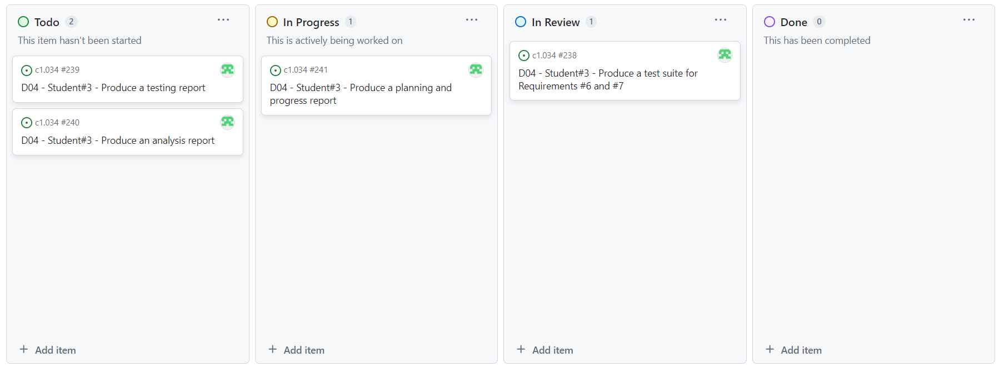 Todo 2
This item hasn't been started
c1.034 #239
D04 - Student#3 - Produce a testing report
c1.034 #240
D04 - Student#3 - Produce an analysis report
+ Add item
In Progress 1
This is actively being worked on
c1.034 #241
D04 - Student#3 - Produce a planning and
progress report
+ Add item
In Review 1
c1.034 #238
D04 - Student#3 - Produce a test suite for
Requirements #6 and #7
+ Add item
Done 0
This has been completed
+ Add item